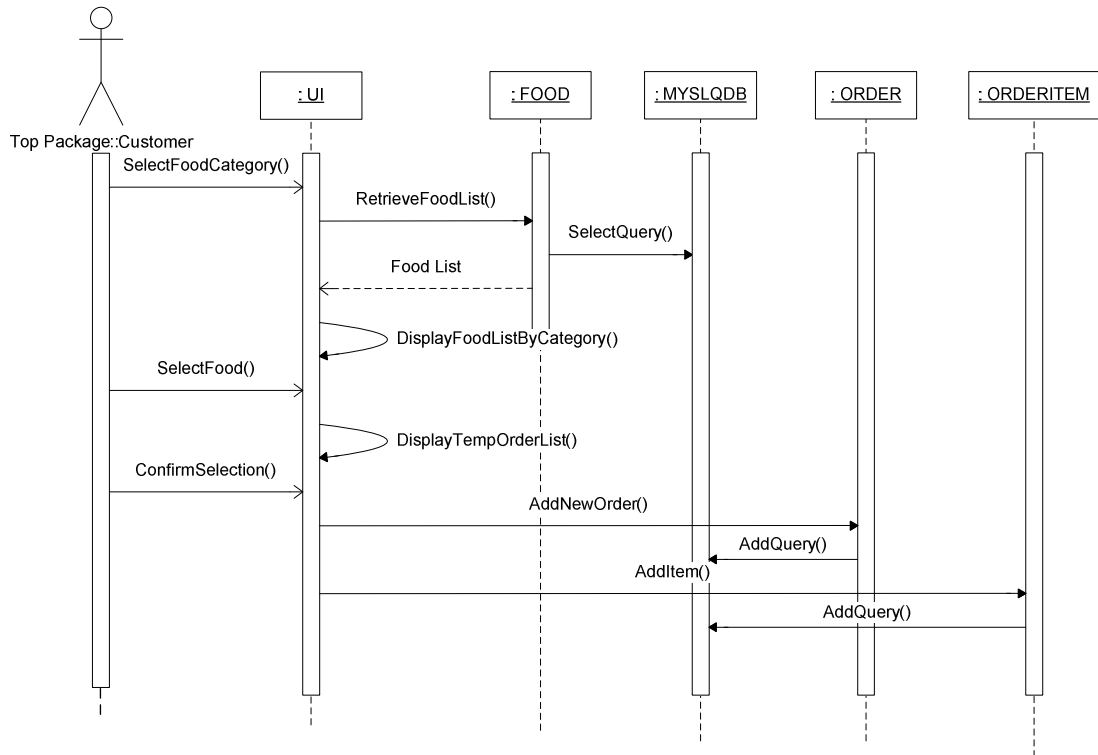 : UI
: FOOD
: MYSLQDB
: ORDER
: ORDERITEM
Top Package::Customer
SelectFoodCategory()
RetrieveFoodList()
SelectQuery()
Food List
DisplayFoodListByCategory()
SelectFood()
DisplayTempOrderList()
ConfirmSelection()
AddNewOrder()
AddQuery()
AddItem()
AddQuery()